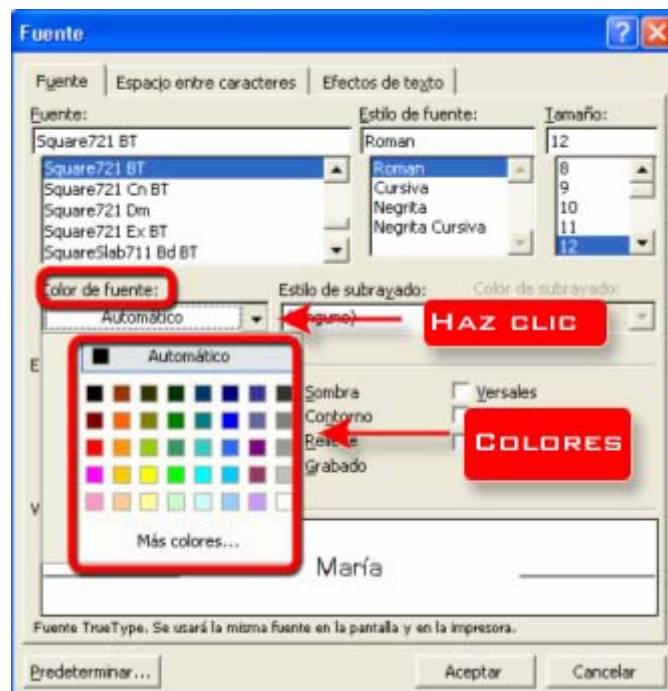 Fuente
Fuente Espacio entre caracteres Efectos de texto
Fuente: Estilo de fuente: Tamaño:
Square721 BT Roman 12
Square721 BT Roman 8
Square721 Cn BT Cursiva 9
Square721 Dm Negrita 10
Square721 Ex BT Negrita Cursiva 11
SquareSlab711 Bd BT 12
Color de fuente: Estilo de subrayado: Color de subrayado:
Automático HAZ CLIC
Automático
Sombra Versales
Contorno
Relieve COLORES
Grabado
Más colores...
María
Fuente TrueType. Se usará la misma fuente en la pantalla y en la impresora.
Predeterminar... Aceptar Cancelar